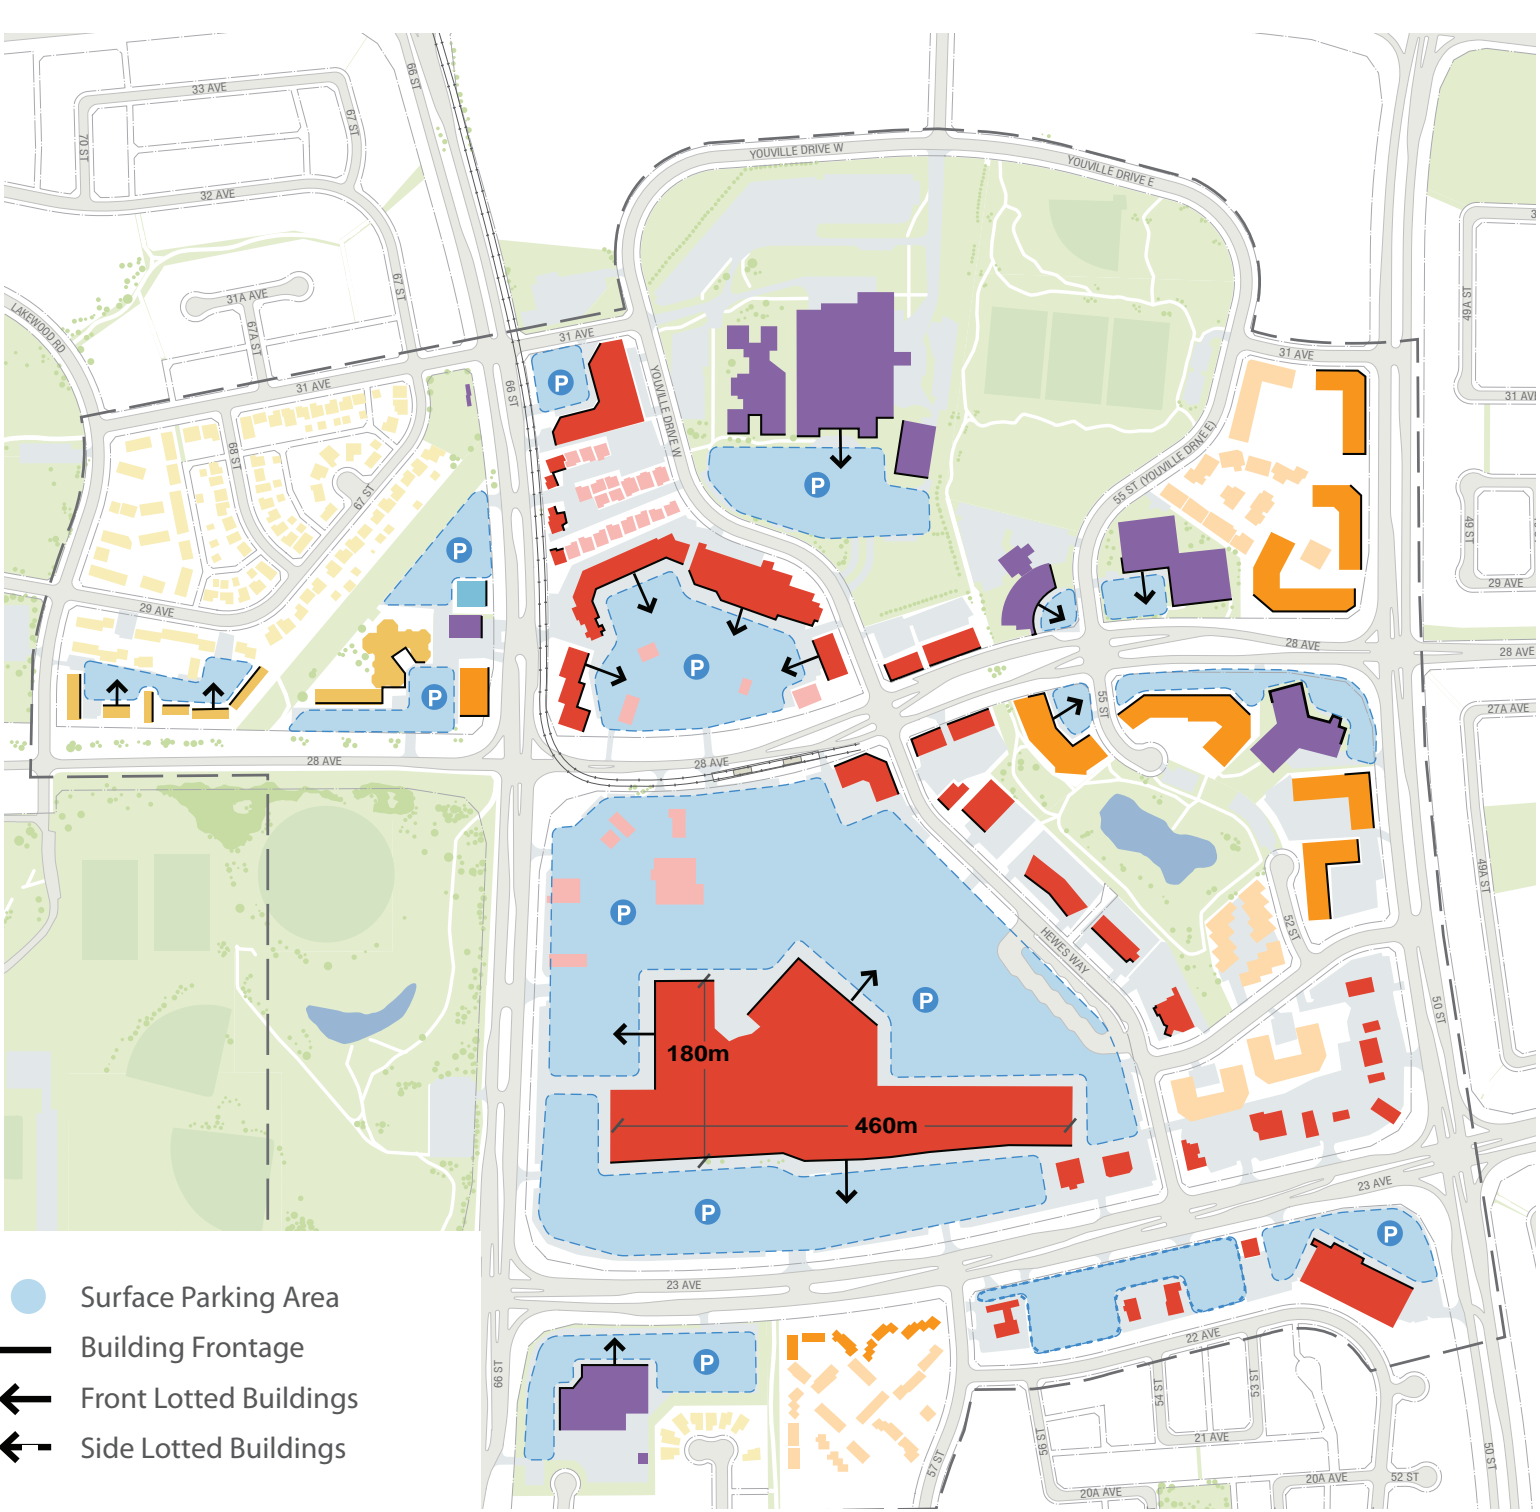 33 AVE
66 ST
67 ST
70 ST
YOUVILLE DRIVE W
YOUVILLE DRIVE E
32 AVE
67 ST
31A AVE
LAKEWOOD RD
67A ST
49A ST
31 AVE
31 AVE
31 AVE
66 ST
YOUVILLE DRIVE W
P
31 AVE
68 ST
67 ST
55 ST (YOUVILLE DRIVE E)
P
P
49 ST
29 AVE
29 AVE
28 AVE
28 AVE
P
P
55 ST
27A AVE
28 AVE
28 AVE
49A ST
P
52 ST
HEWES WAY
P
50 ST
180m
460m
23 AVE
P
P
23 AVE
Surface Parking Area
22 AVE
Building Frontage
P
66 ST
54 ST
53 ST
Front Lotted Buildings
21 AVE
56 ST
Side Lotted Buildings
57 ST
50 ST
20A AVE
52 ST
20A AVE